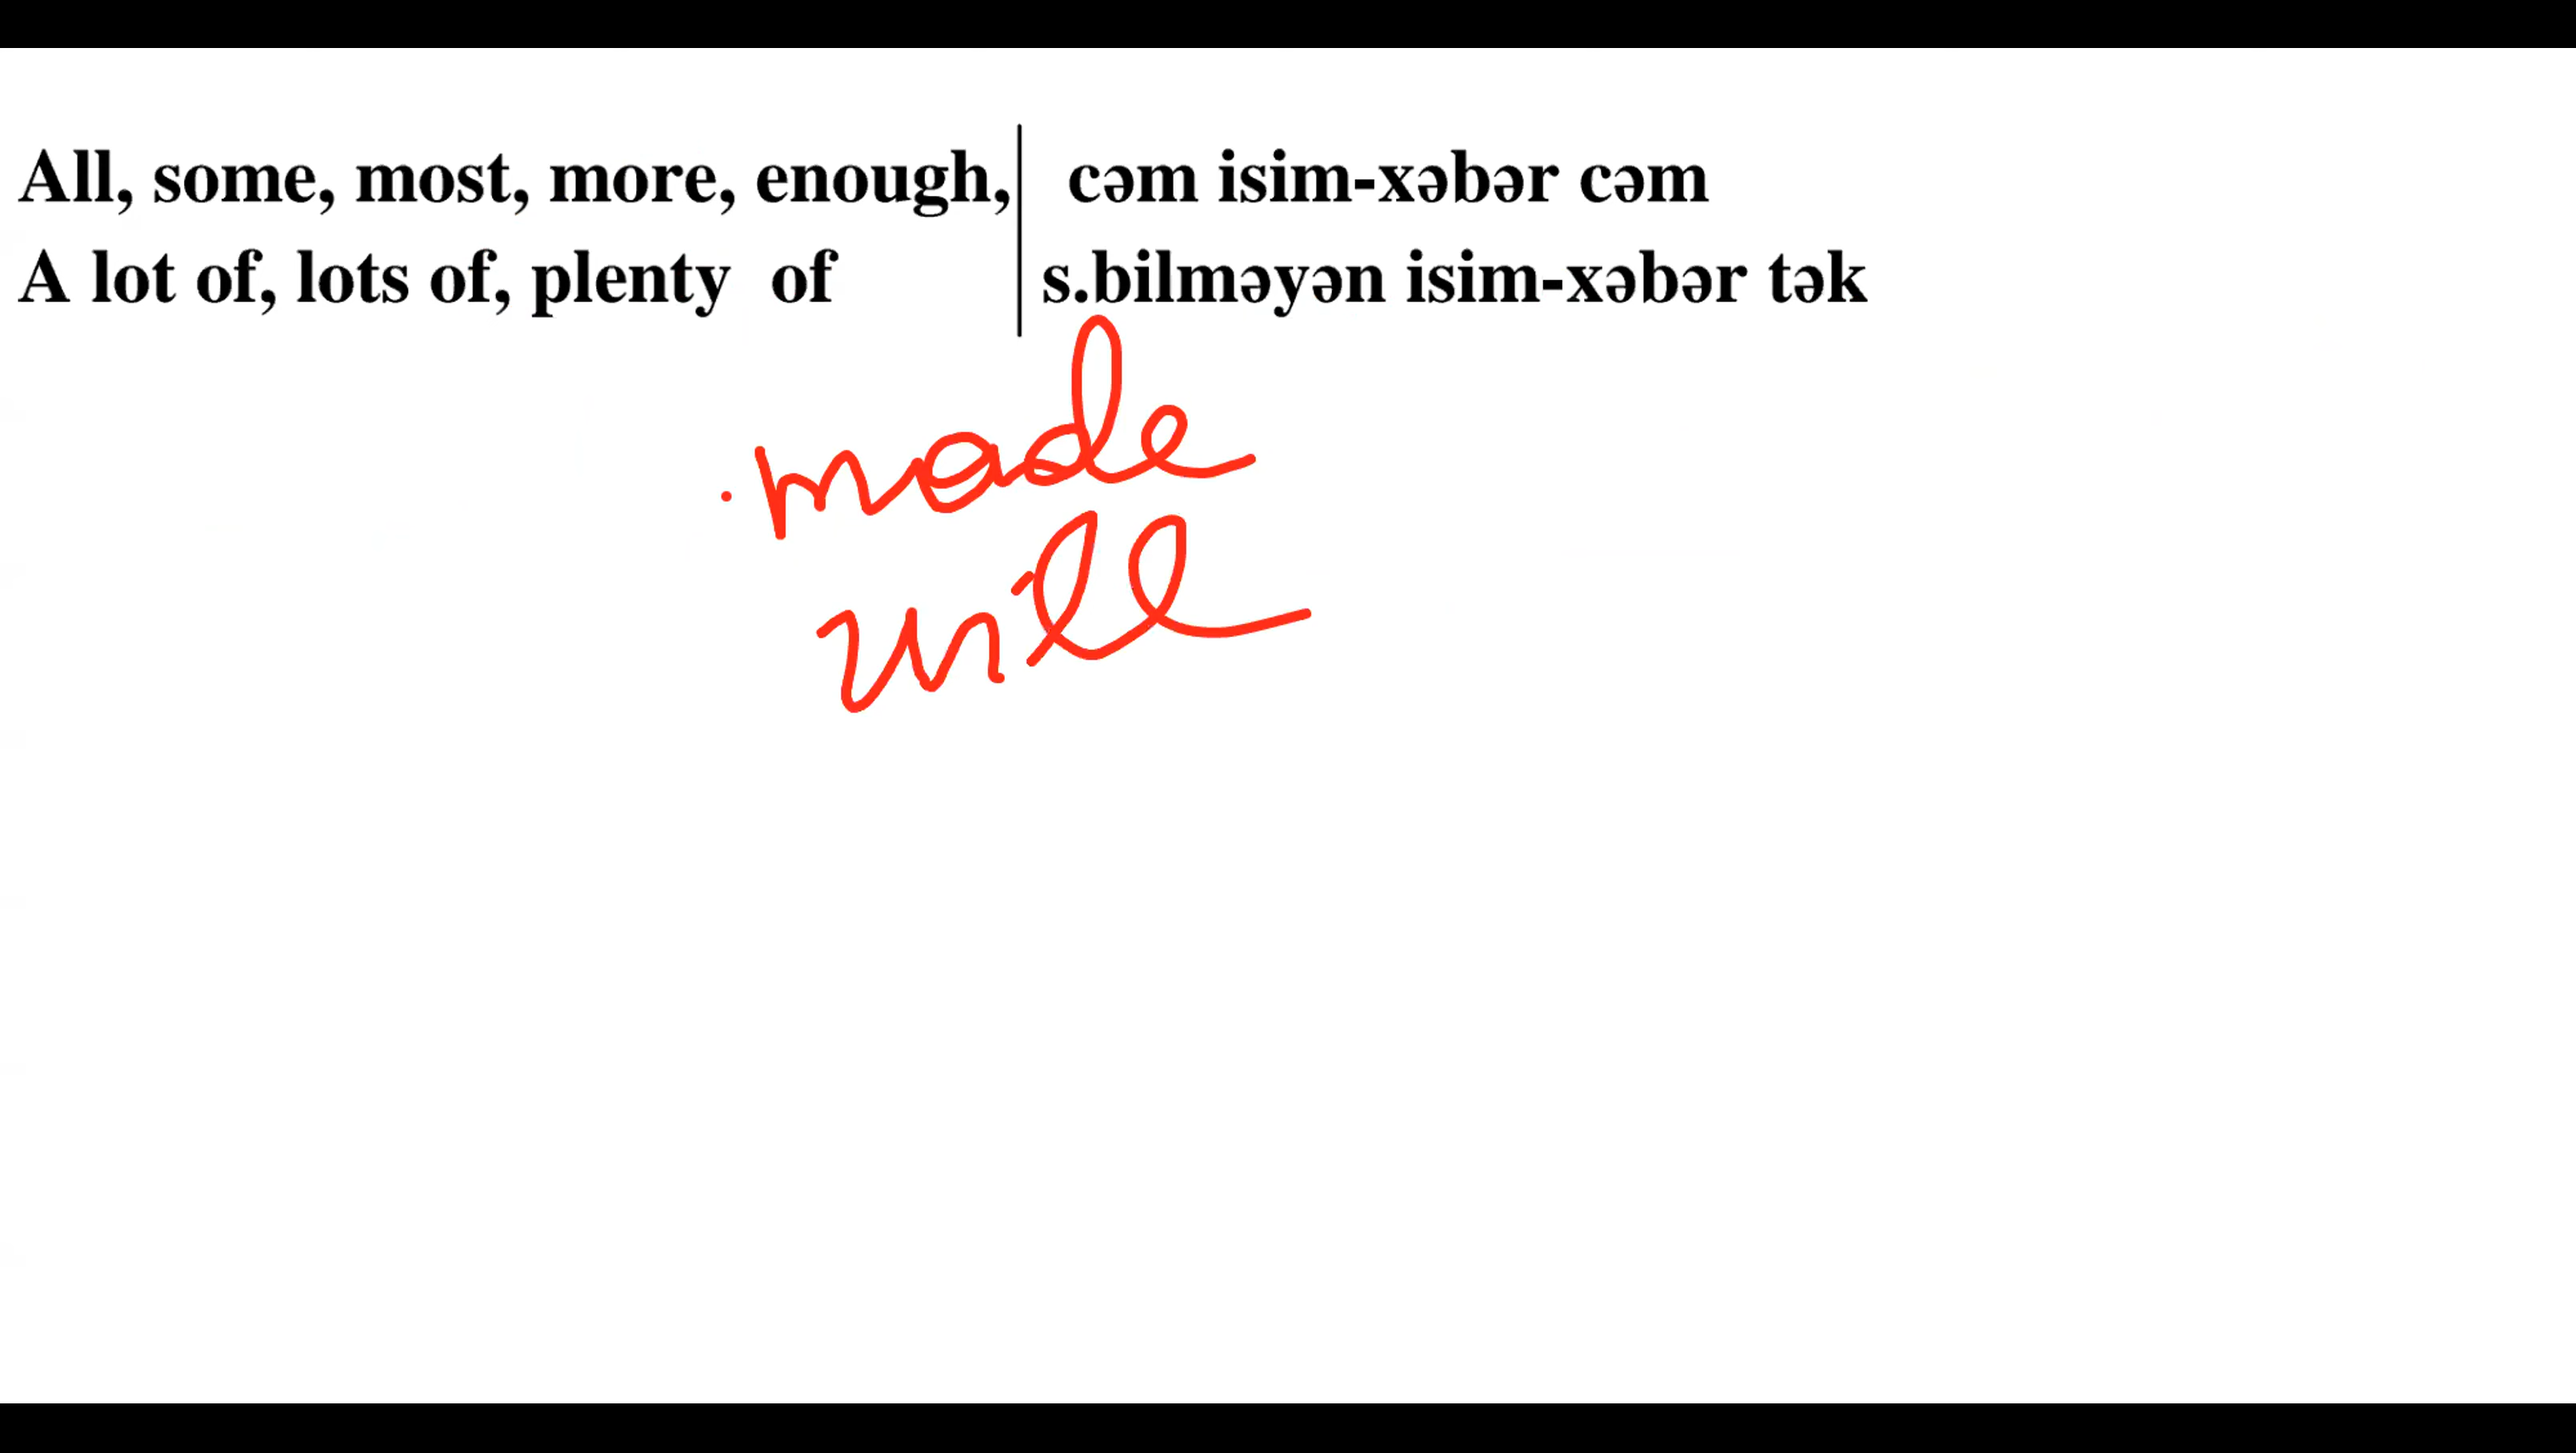 All, some, most, more, enough, cəm isim-xəbər cəm
A lot of, lots of, plenty of s.bilməyən isim-xəbər tək
made
will